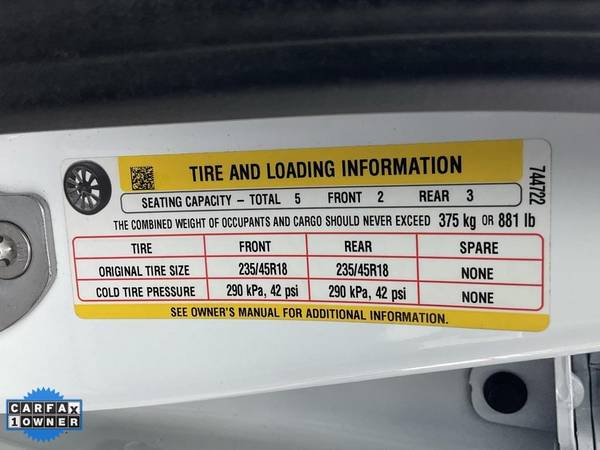 TIRE AND LOADING INFORMATION
SEATING CAPACITY – TOTAL 5 FRONT 2 REAR 3
THE COMBINED WEIGHT OF OCCUPANTS AND CARGO SHOULD NEVER EXCEED 375 kg OR 881 lb
TIRE FRONT REAR SPARE
ORIGINAL TIRE SIZE 235/45R18 235/45R18 NONE
COLD TIRE PRESSURE 290 kPa, 42 psi 290 kPa, 42 psi NONE
SEE OWNER'S MANUAL FOR ADDITIONAL INFORMATION.
744722
CARFAX
1 OWNER